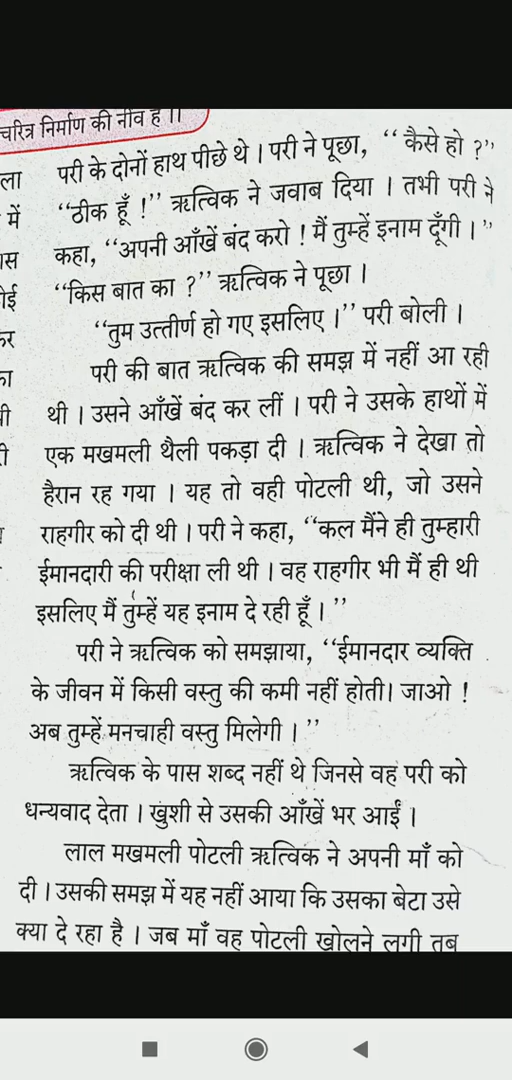 चरित्र निर्माण की नींव है ।।
परी के दोनों हाथ पीछे थे । परी ने पूछा, “ कैसे हो ?”
“ठीक हूँ !” ऋत्विक ने जवाब दिया । तभी परी ने
कहा, “अपनी आँखें बंद करो ! मैं तुम्हें इनाम दूँगी । ”
“किस बात का ?” ऋत्विक ने पूछा ।
“तुम उत्तीर्ण हो गए इसलिए ।” परी बोली ।
परी की बात ऋत्विक की समझ में नहीं आ रही
थी । उसने आँखें बंद कर लीं । परी ने उसके हाथों में
एक मखमली थैली पकड़ा दी । ऋत्विक ने देखा तो
हैरान रह गया । यह तो वही पोटली थी, जो उसने
राहगीर को दी थी । परी ने कहा, “कल मैंने ही तुम्हारी
ईमानदारी की परीक्षा ली थी । वह राहगीर भी मैं ही थी
इसलिए मैं तुम्हें यह इनाम दे रही हूँ । ”
परी ने ऋत्विक को समझाया, “ईमानदार व्यक्ति
के जीवन में किसी वस्तु की कमी नहीं होती। जाओ !
अब तुम्हें मनचाही वस्तु मिलेगी । ”
ऋत्विक के पास शब्द नहीं थे जिनसे वह परी को
धन्यवाद देता । खुशी से उसकी आँखें भर आईं ।
लाल मखमली पोटली ऋत्विक ने अपनी माँ को
दी । उसकी समझ में यह नहीं आया कि उसका बेटा उसे
क्या दे रहा है । जब माँ वह पोटली खोलने लगी तब